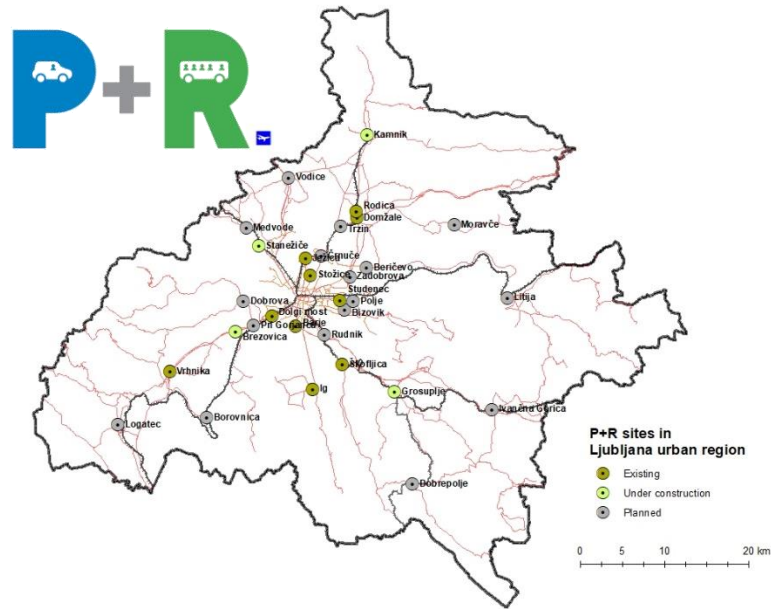 P+R
Kamnik
Vodice
Rodica
Domžale
Moravče
Medvode
Trzin
Stanežiče
Črnuče
Ježica
Stožice
Beričevo
Zadobrova
Studenec
Dobrova
Polje
Litija
Dolgi most
Bizovik
Barje
Brezovica
Rudnik
Vrhnika
Škofljica
Ig
Grosuplje
Ivančna Gorica
Logatec
Borovnica
Dobrepolje
P+R sites in
Ljubljana urban region
Existing
Under construction
Planned
0 5 10 20 km